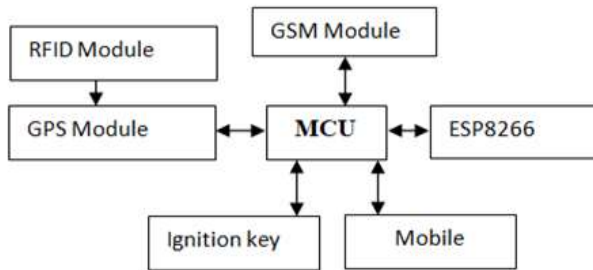 GSM Module
RFID Module
GPS Module
MCU
ESP8266
Ignition key
Mobile